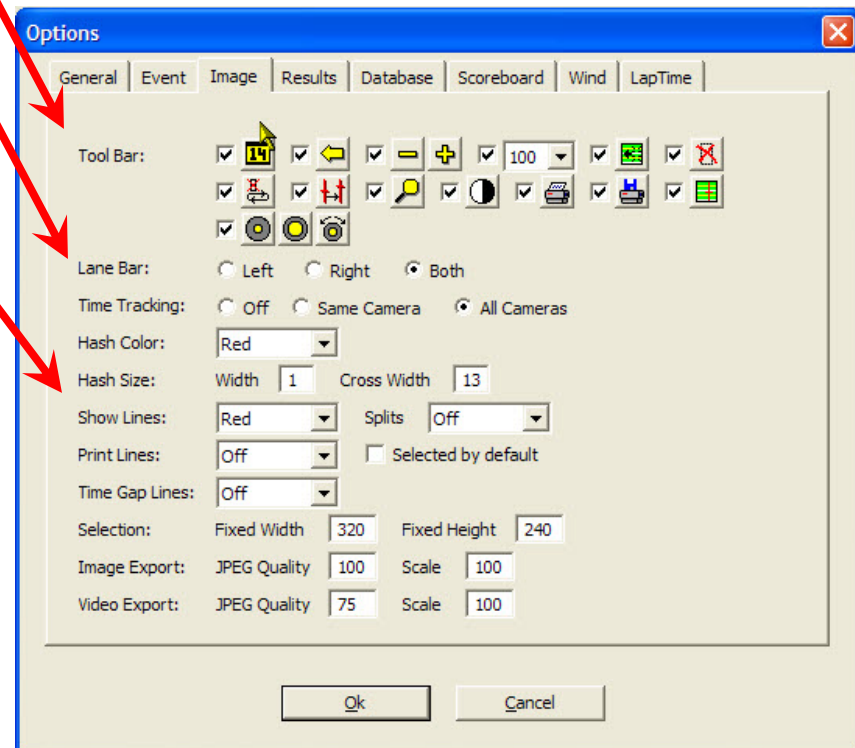 Options
General Event Image Results Database Scoreboard Wind LapTime
Tool Bar: 14 100
Lane Bar: Left Right Both
Time Tracking: Off Same Camera All Cameras
Hash Color: Red
Hash Size: Width 1 Cross Width 13
Show Lines: Red Splits Off
Print Lines: Off Selected by default
Time Gap Lines: Off
Selection: Fixed Width 320 Fixed Height 240
Image Export: JPEG Quality 100 Scale 100
Video Export: JPEG Quality 75 Scale 100
Ok Cancel